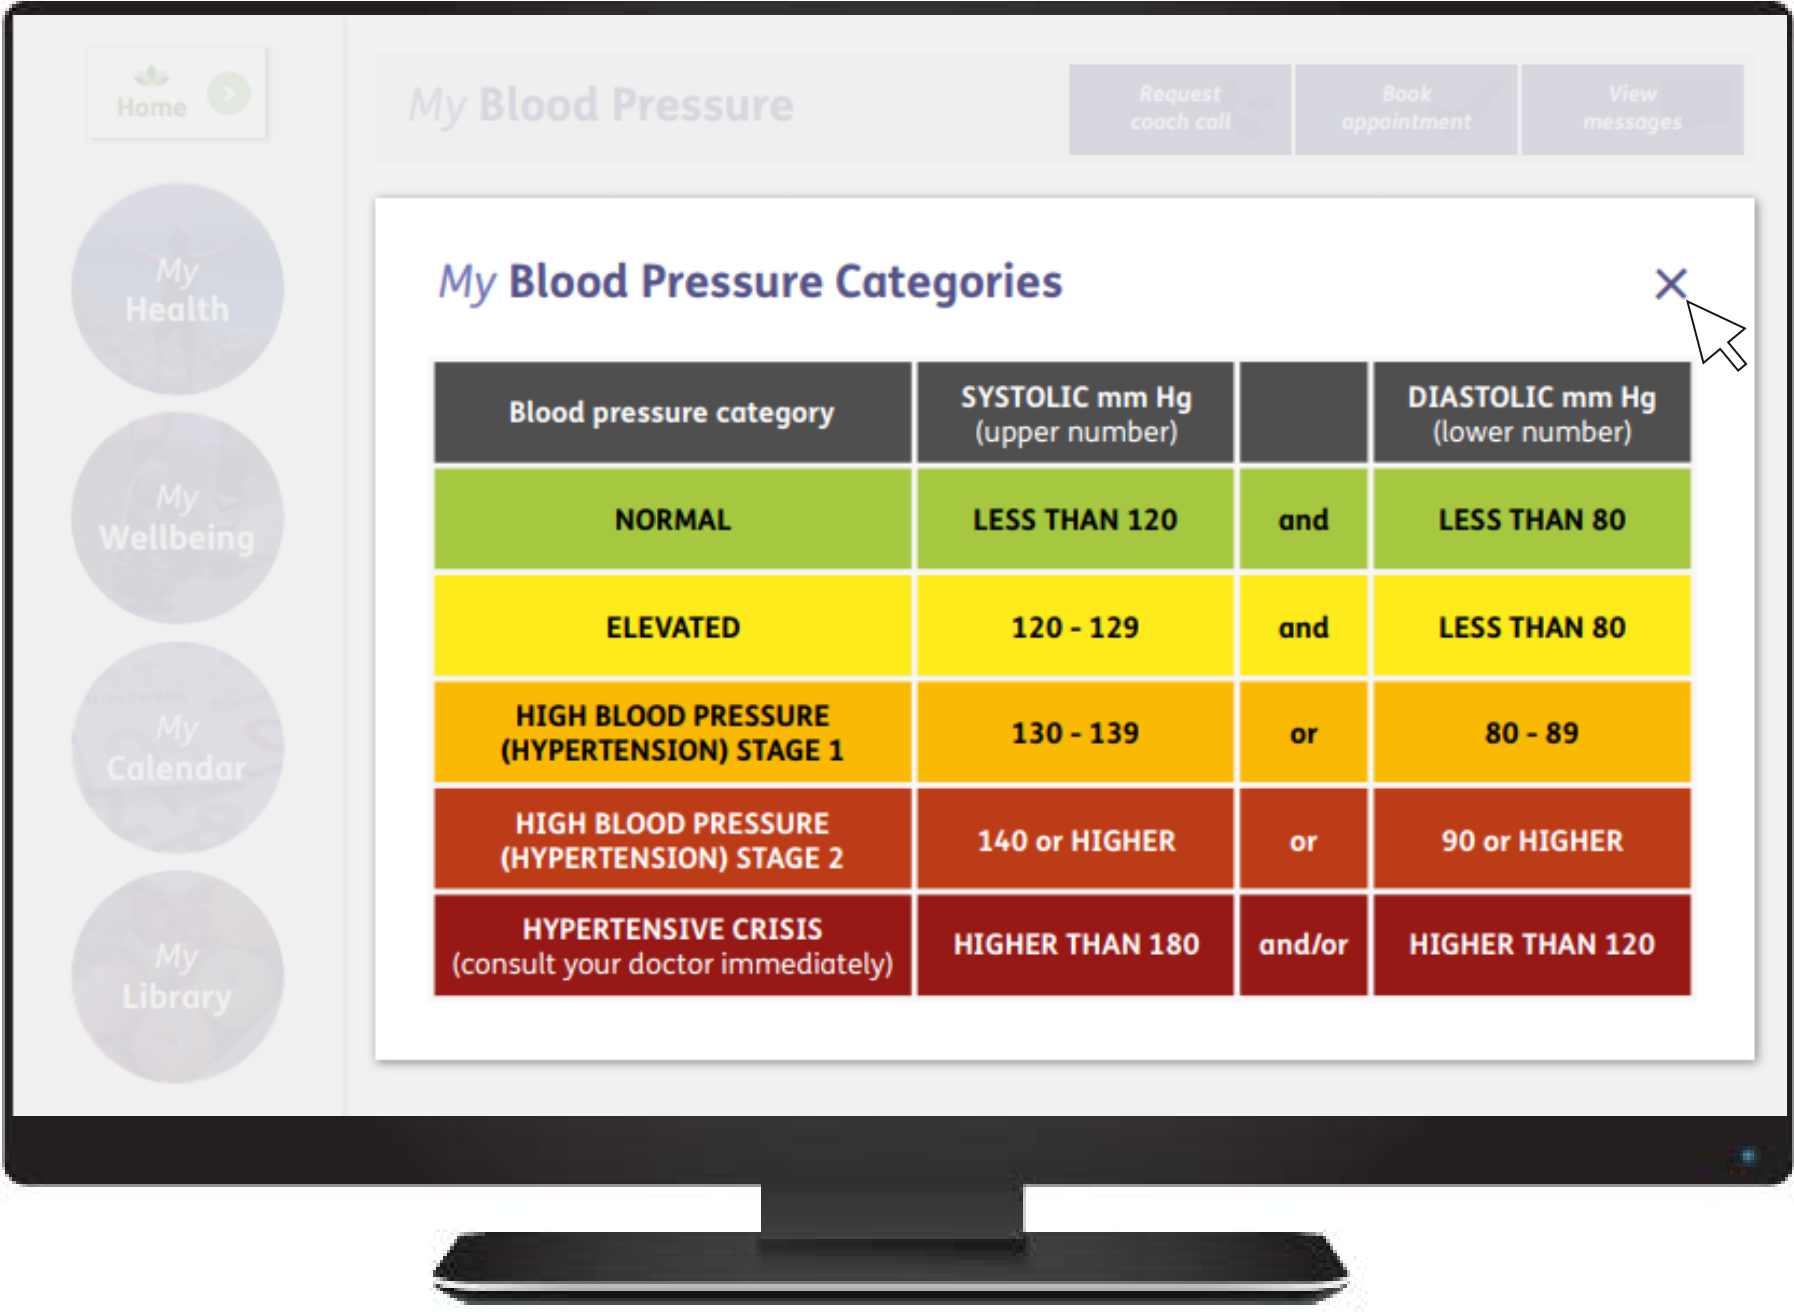 Home
My Blood Pressure
Request
coach call
Book
appointment
View
messages
My
Health
My
Wellbeing
NOVEMBER
My
Calendar
My
Library
My Blood Pressure Categories
Blood pressure category
SYSTOLIC mm Hg
(upper number)
DIASTOLIC mm Hg
(lower number)
NORMAL
LESS THAN 120
and
LESS THAN 80
ELEVATED
120 - 129
and
LESS THAN 80
HIGH BLOOD PRESSURE
(HYPERTENSION) STAGE 1
130 - 139
or
80 - 89
HIGH BLOOD PRESSURE
(HYPERTENSION) STAGE 2
140 or HIGHER
or
90 or HIGHER
HYPERTENSIVE CRISIS
(consult your doctor immediately)
HIGHER THAN 180
and/or
HIGHER THAN 120